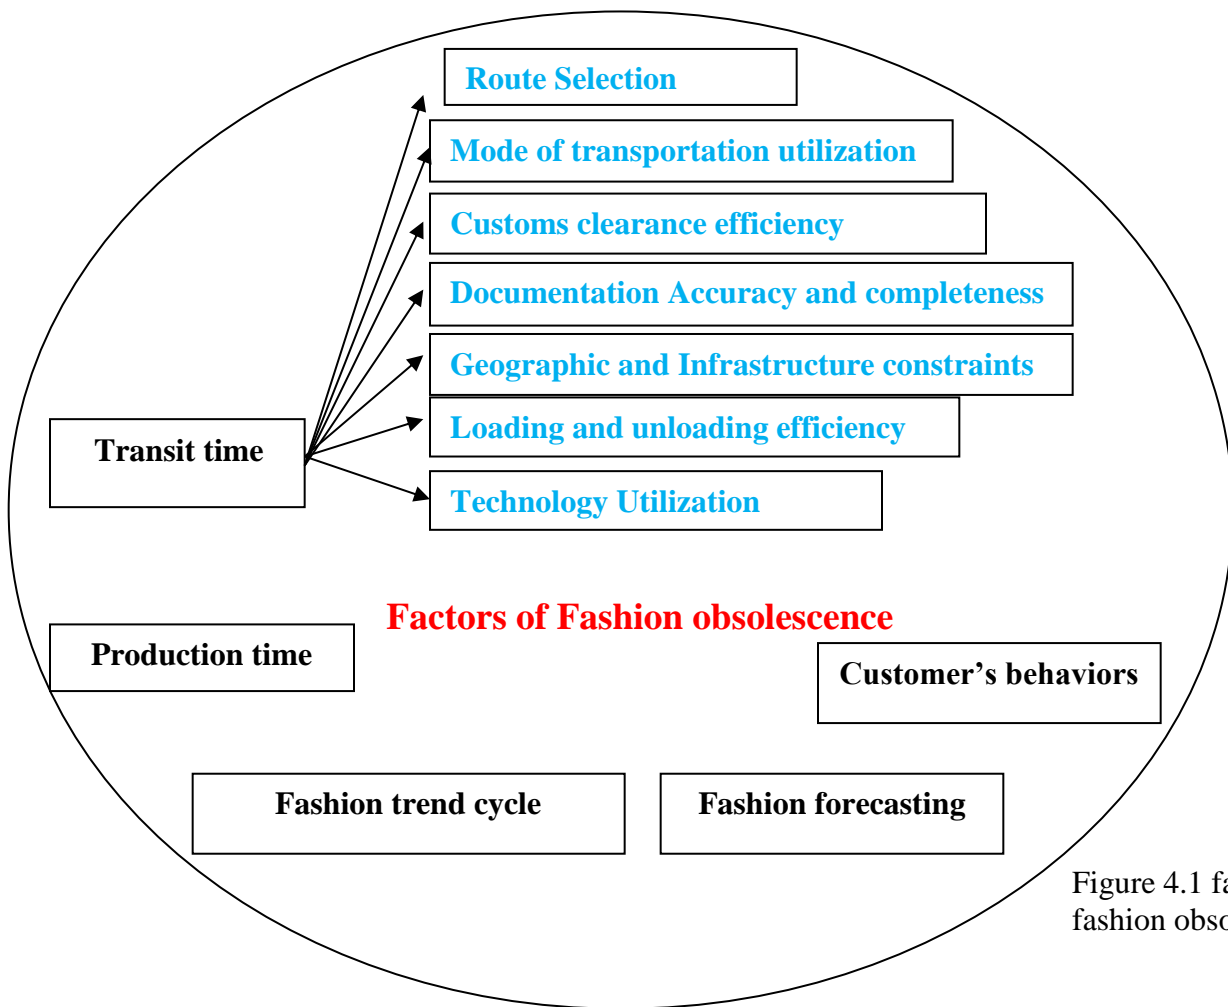 Route Selection
Mode of transportation utilization
Customs clearance efficiency
Documentation Accuracy and completeness
Geographic and Infrastructure constraints
Loading and unloading efficiency
Transit time
Technology Utilization
Factors of Fashion obsolescence
Production time
Customer’s behaviors
Fashion trend cycle
Fashion forecasting
Figure 4.1
fashion